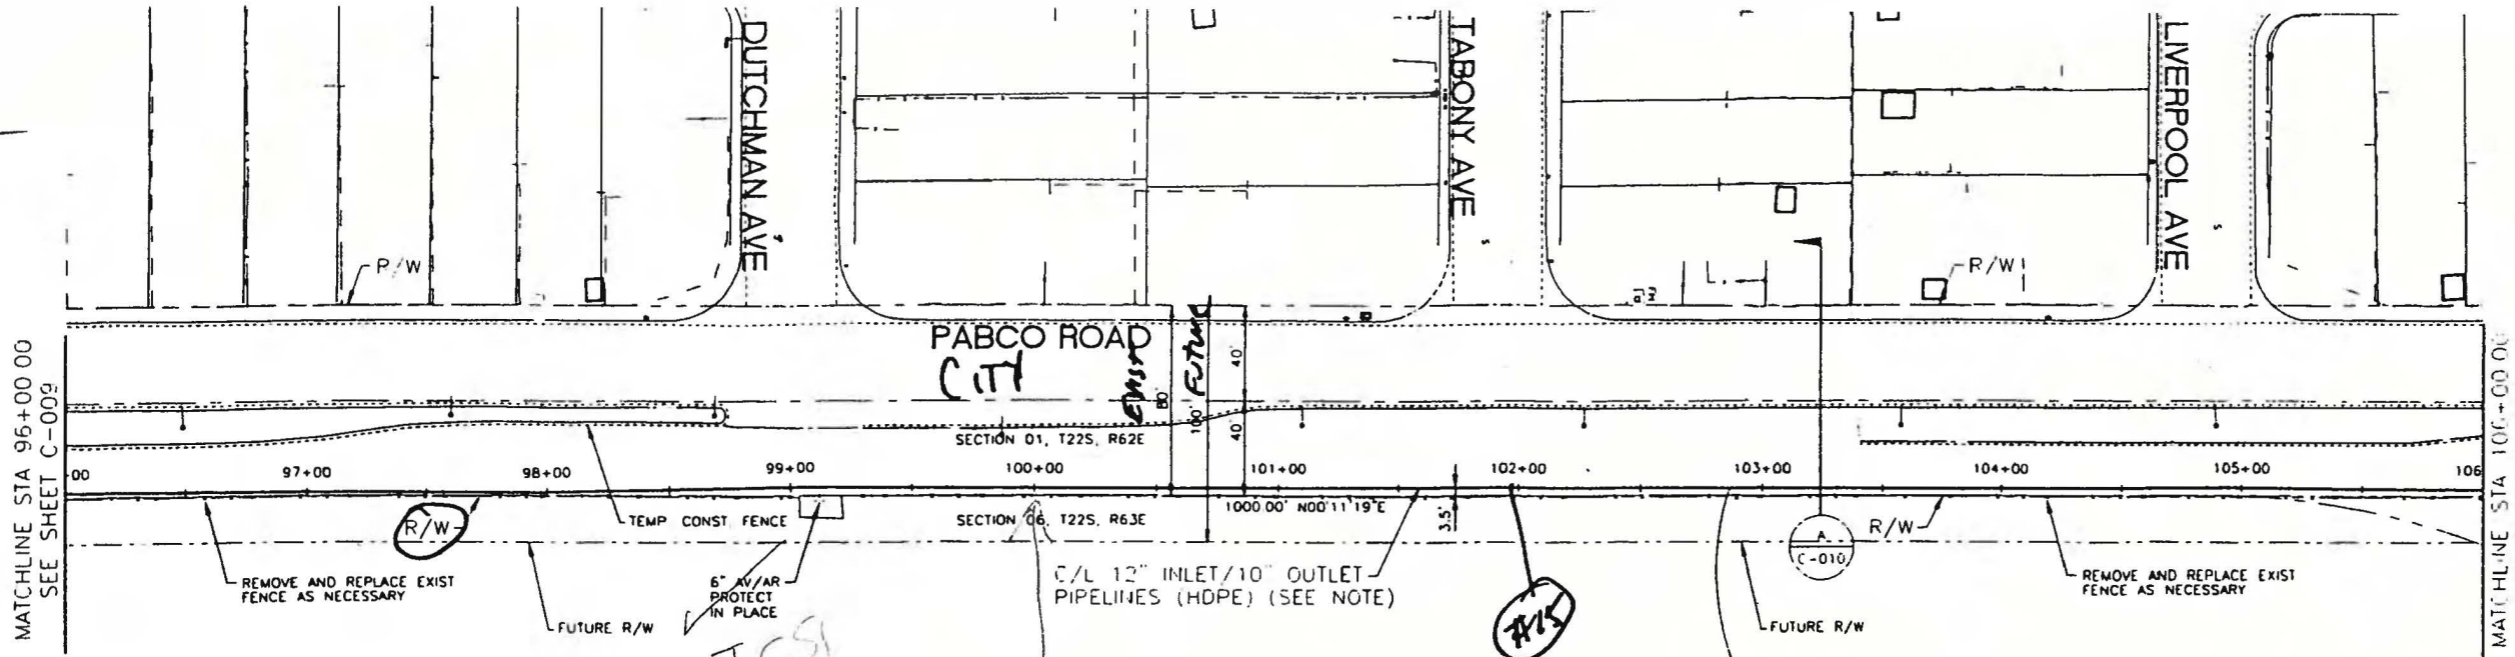 DUTCHMAN AVE
TABONY AVE
LIVERPOOL AVE
R/W
R/W
PABCO ROAD
CITY
EXIST
FUTURE
80'
100'
40'
40'
MATCHLINE STA 96+00 00
SEE SHEET C-009
SECTION 01, T22S, R62E
00
97+00
98+00
99+00
100+00
101+00
102+00
103+00
104+00
105+00
106
MATCHLINE STA 106+00.00
R/W
TEMP CONST FENCE
SECTION 06, T22S, R63E
1000 00' N00°11'19"E
3.5'
A
C-010
R/W
REMOVE AND REPLACE EXIST
FENCE AS NECESSARY
6" AV/AR
PROTECT
IN PLACE
C/L 12" INLET/10" OUTLET
PIPELINES (HDPE) (SEE NOTE)
REMOVE AND REPLACE EXIST
FENCE AS NECESSARY
#15
FUTURE R/W
FUTURE R/W